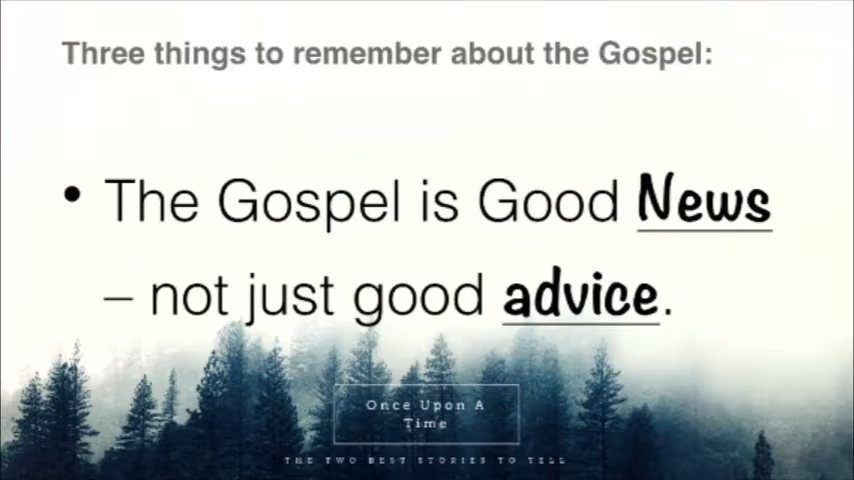 Three things to remember about the Gospel:
• The Gospel is Good News
– not just good advice.
Once Upon A
Time
THE TWO BEST STORIES TO TELL